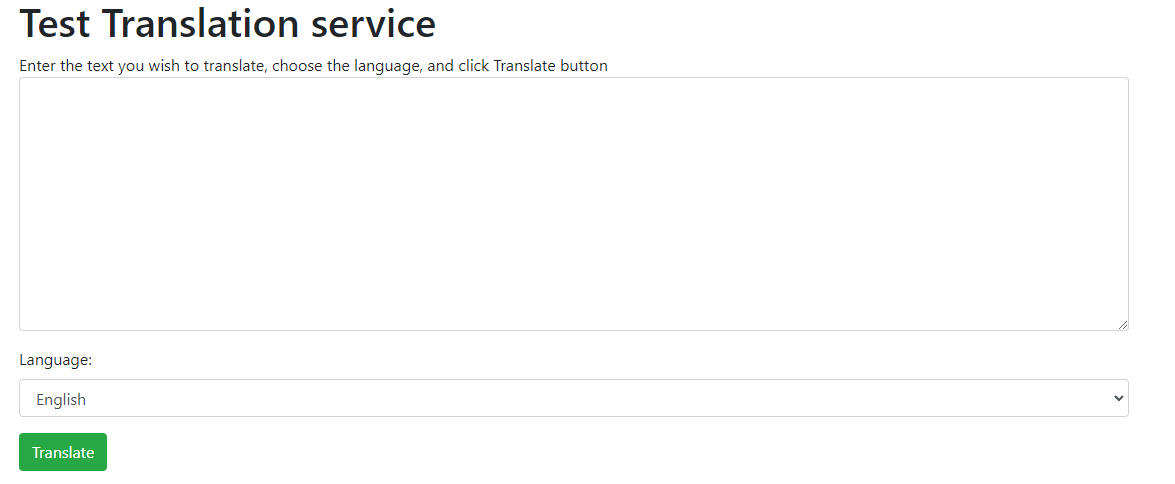 Test Translation service
Enter the text you wish to translate, choose the language, and click Translate button
Language:
English
Translate